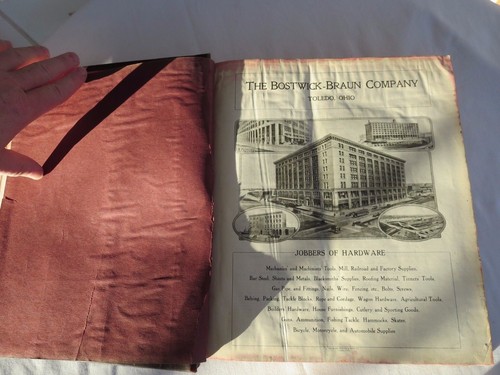 THE BOSTWICK-BRAUN COMPANY
TOLEDO, OHIO
JOBBERS OF HARDWARE
Machinists' and Machinists' Tools, Mill, Railroad and Factory Supplies,
Bar Steel, Sheets and Metals, Blacksmiths' Supplies, Roofing Material, Tinners' Tools,
Gas Pipe and Fittings, Nails, Wire, Fencing, etc., Bolts, Screws,
Belting, Packing, Tackle Blocks, Rope and Cordage, Wagon Hardware, Agricultural Tools,
Builders' Hardware, House Furnishings, Cutlery and Sporting Goods,
Guns, Ammunition, Fishing Tackle, Hammocks, Skates,
Bicycle, Motorcycle, and Automobile Supplies